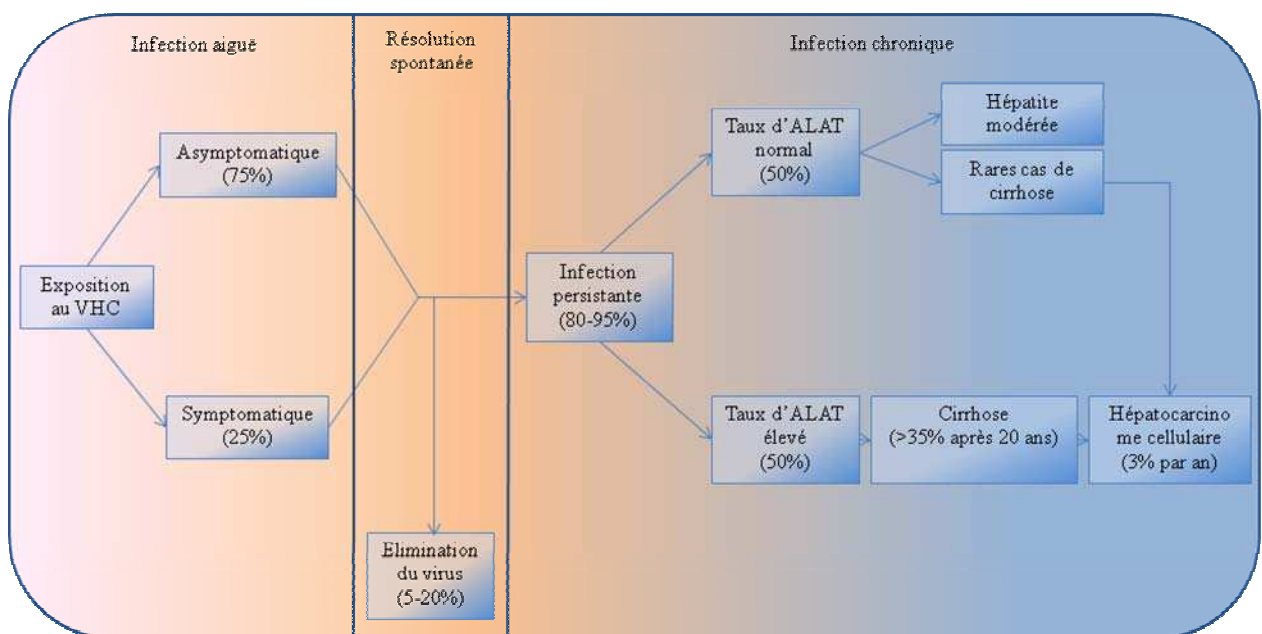 Infection aiguë
Résolution
spontanée
Infection chronique
Asymptomatique
(75%)
Exposition
au VHC
Symptomatique
(25%)
Elimination
du virus
(5-20%)
Infection
persistante
(80-95%)
Taux d'ALAT
normal
(50%)
Hépatite
modérée
Rares cas de
cirrhose
Taux d'ALAT
élevé
(50%)
Cirrhose
(>35% après 20 ans)
Hépatocarcino
me cellulaire
(3% par an)